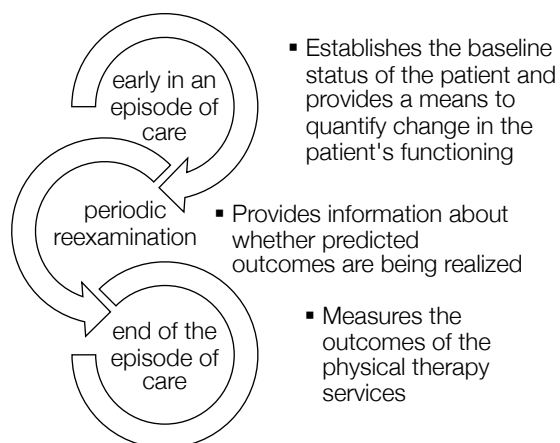 early in an
episode of
care
▪ Establishes the baseline
status of the patient and
provides a means to
quantify change in the
patient's functioning
periodic
reexamination
▪ Provides information about
whether predicted
outcomes are being realized
end of the
episode of
care
▪ Measures the
outcomes of the
physical therapy
services